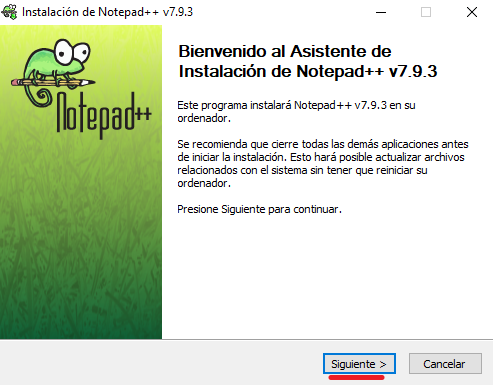 Instalación de Notepad++ v7.9.3
Notepad++
Bienvenido al Asistente de
Instalación de Notepad++ v7.9.3
Este programa instalará Notepad++ v7.9.3 en su
ordenador.
Se recomienda que cierre todas las demás aplicaciones antes
de iniciar la instalación. Esto hará posible actualizar archivos
relacionados con el sistema sin tener que reiniciar su
ordenador.
Presione Siguiente para continuar.
Siguiente >
Cancelar